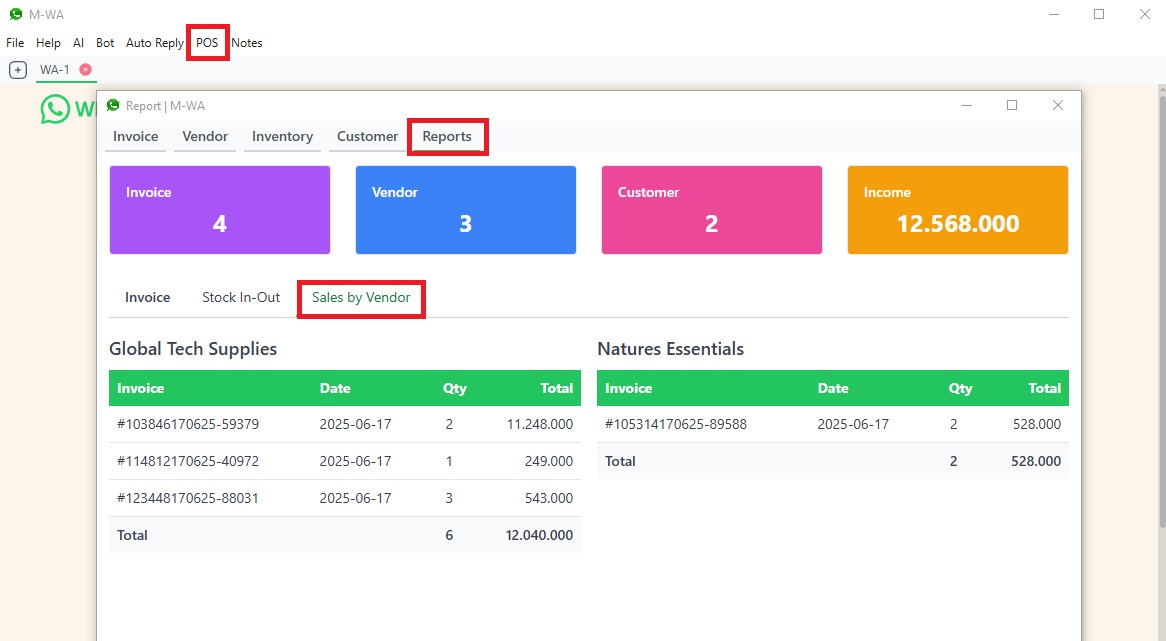 M-WA
File Help AI Bot Auto Reply POS Notes
WA-1
Report | M-WA
Invoice Vendor Inventory Customer Reports
Invoice Vendor Customer Income
4 3 2 12.568.000
Invoice Stock In-Out Sales by Vendor
Global Tech Supplies
Invoice Date Qty Total
#103846170625-59379 2025-06-17 2 11.248.000
#114812170625-40972 2025-06-17 1 249.000
#123448170625-88031 2025-06-17 3 543.000
Total 6 12.040.000
Natures Essentials
Invoice Date Qty Total
#105314170625-89588 2025-06-17 2 528.000
Total 2 528.000